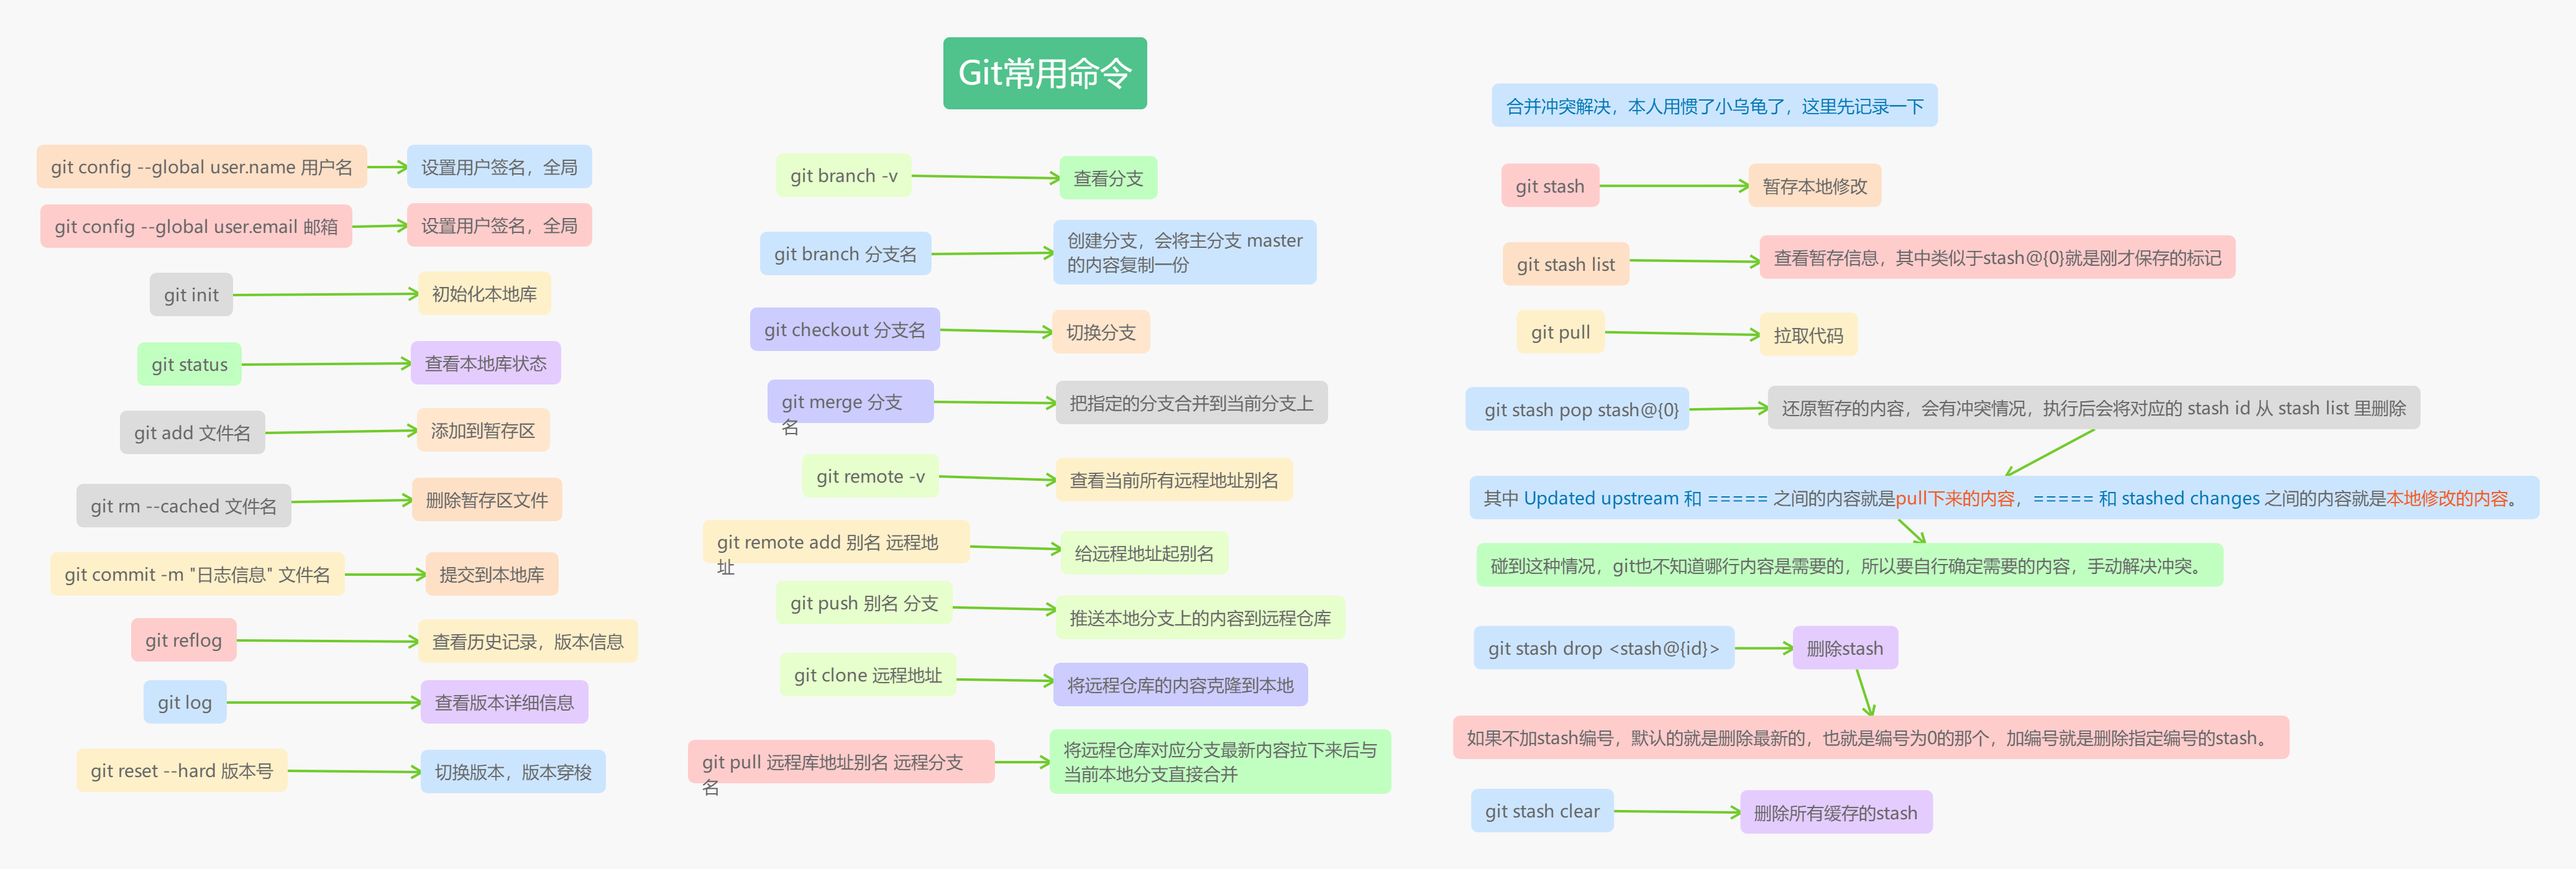 Git常用命令
git config --global user.name 用户名
设置用户签名，全局
git config --global user.email 邮箱
设置用户签名，全局
git init
初始化本地库
git status
查看本地库状态
git add 文件名
添加到暂存区
git rm --cached 文件名
删除暂存区文件
git commit -m "日志信息" 文件名
提交到本地库
git reflog
查看历史记录，版本信息
git log
查看版本详细信息
git reset --hard 版本号
切换版本，版本穿梭
git branch -v
查看分支
git branch 分支名
创建分支，会将主分支 master
的内容复制一份
git checkout 分支名
切换分支
git merge 分支
名
把指定的分支合并到当前分支上
git remote -v
查看当前所有远程地址别名
git remote add 别名 远程地
址
给远程地址起别名
git push 别名 分支
推送本地分支上的内容到远程仓库
git clone 远程地址
将远程仓库的内容克隆到本地
git pull 远程库地址别名 远程分支
名
将远程仓库对应分支最新内容拉下来后与
当前本地分支直接合并
合并冲突解决，本人用惯了小乌龟了，这里先记录一下
git stash
暂存本地修改
git stash list
查看暂存信息，其中类似于stash@{0}就是刚才保存的标记
git pull
拉取代码
git stash pop stash@{0}
还原暂存的内容，会有冲突情况，执行后会将对应的 stash id 从 stash list 里删除
其中 Updated upstream 和 ===== 之间的内容就是pull下来的内容，===== 和 stashed changes 之间的内容就是本地修改的内容。
碰到这种情况，git也不知道哪行内容是需要的，所以要自行确定需要的内容，手动解决冲突。
git stash drop <stash@{id}>
删除stash
如果不加stash编号，默认的就是删除最新的，也就是编号为0的那个，加编号就是删除指定编号的stash。
git stash clear
删除所有缓存的stash